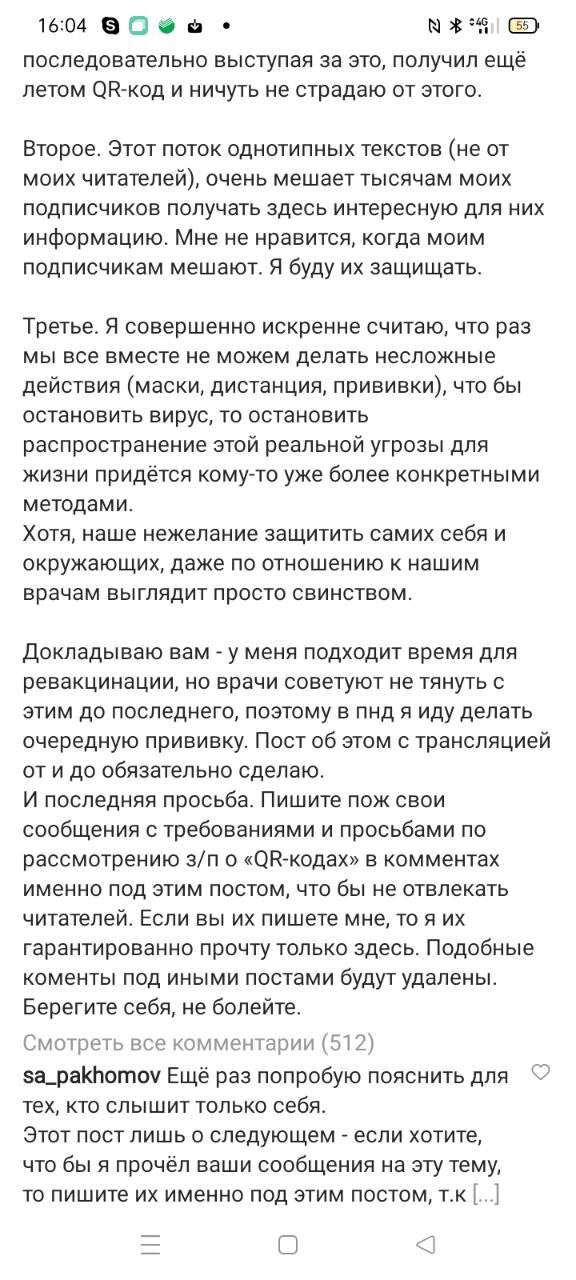 16:04 4G 55
последовательно выступая за это, получил ещё
летом QR-код и ничуть не страдаю от этого.
Второе. Этот поток однотипных текстов (не от
моих читателей), очень мешает тысячам моих
подписчиков получать здесь интересную для них
информацию. Мне не нравится, когда моим
подписчикам мешают. Я буду их защищать.
Третье. Я совершенно искренне считаю, что раз
мы все вместе не можем делать несложные
действия (маски, дистанция, прививки), что бы
остановить вирус, то остановить
распространение этой реальной угрозы для
жизни придётся кому-то уже более конкретными
методами.
Хотя, наше нежелание защитить самих себя и
окружающих, даже по отношению к нашим
врачам выглядит просто свинством.
Докладываю вам - у меня подходит время для
ревакцинации, но врачи советуют не тянуть с
этим до последнего, поэтому в пнд я иду делать
очередную прививку. Пост об этом с трансляцией
от и до обязательно сделаю.
И последняя просьба. Пишите пож свои
сообщения с требованиями и просьбами по
рассмотрению з/п о «QR-кодах» в комментах
именно под этим постом, что бы не отвлекать
читателей. Если вы их пишете мне, то я их
гарантированно прочту только здесь. Подобные
коменты под иными постами будут удалены.
Берегите себя, не болейте.
Смотреть все комментарии (512)
sa_pakhomov Ещё раз попробую пояснить для
тех, кто слышит только себя.
Этот пост лишь о следующем - если хотите,
что бы я прочёл ваши сообщения на эту тему,
то пишите их именно под этим постом, т.к [...]